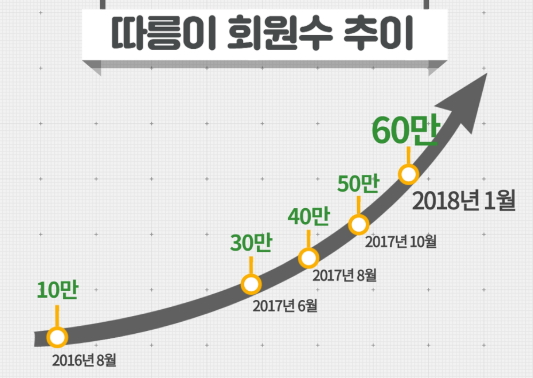 따릉이 회원수 추이
60만
2018년 1월
50만
2017년 10월
40만
2017년 8월
30만
2017년 6월
10만
2016년 8월